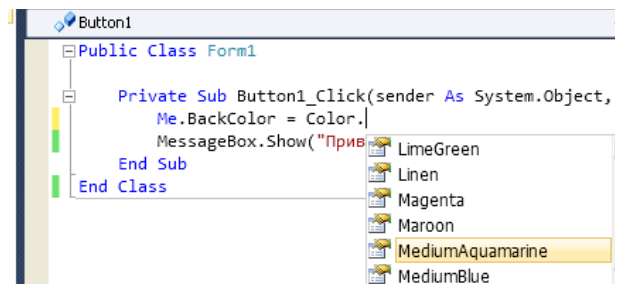 Button1
Public Class Form1
Private Sub Button1_Click(sender As System.Object,
Me.BackColor = Color.
MessageBox.Show("Прив
End Sub
End Class
LimeGreen
Linen
Magenta
Maroon
MediumAquamarine
MediumBlue